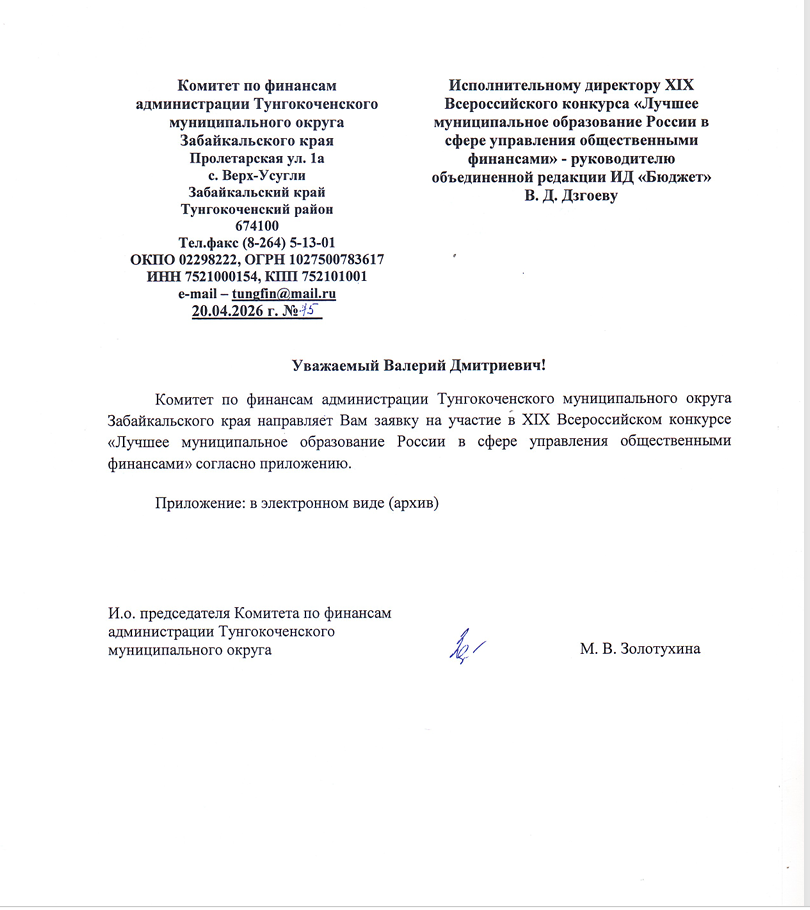 Комитет по финансам
администрации Тунгокоченского
муниципального округа
Забайкальского края
Пролетарская ул. 1а
с. Верх-Усугли
Забайкальский край
Тунгокоченский район
674100
Тел.факс (8-264) 5-13-01
ОКПО 02298222, ОГРН 1027500783617
ИНН 7521000154, КПП 752101001
e-mail – tungfin@mail.ru
20.04.2026 г. №
Исполнительному директору XIX
Всероссийского конкурса «Лучшее
муниципальное образование России в
сфере управления общественными
финансами» - руководителю
объединенной редакции ИД «Бюджет»
В. Д. Дзгоеву
Уважаемый Валерий Дмитриевич!
Комитет по финансам администрации Тунгокоченского муниципального округа
Забайкальского края направляет Вам заявку на участие в XIX Всероссийском конкурсе
«Лучшее муниципальное образование России в сфере управления общественными
финансами» согласно приложению.
Приложение: в электронном виде (архив)
И.о. председателя Комитета по финансам
администрации Тунгокоченского
муниципального округа
М. В. Золотухина